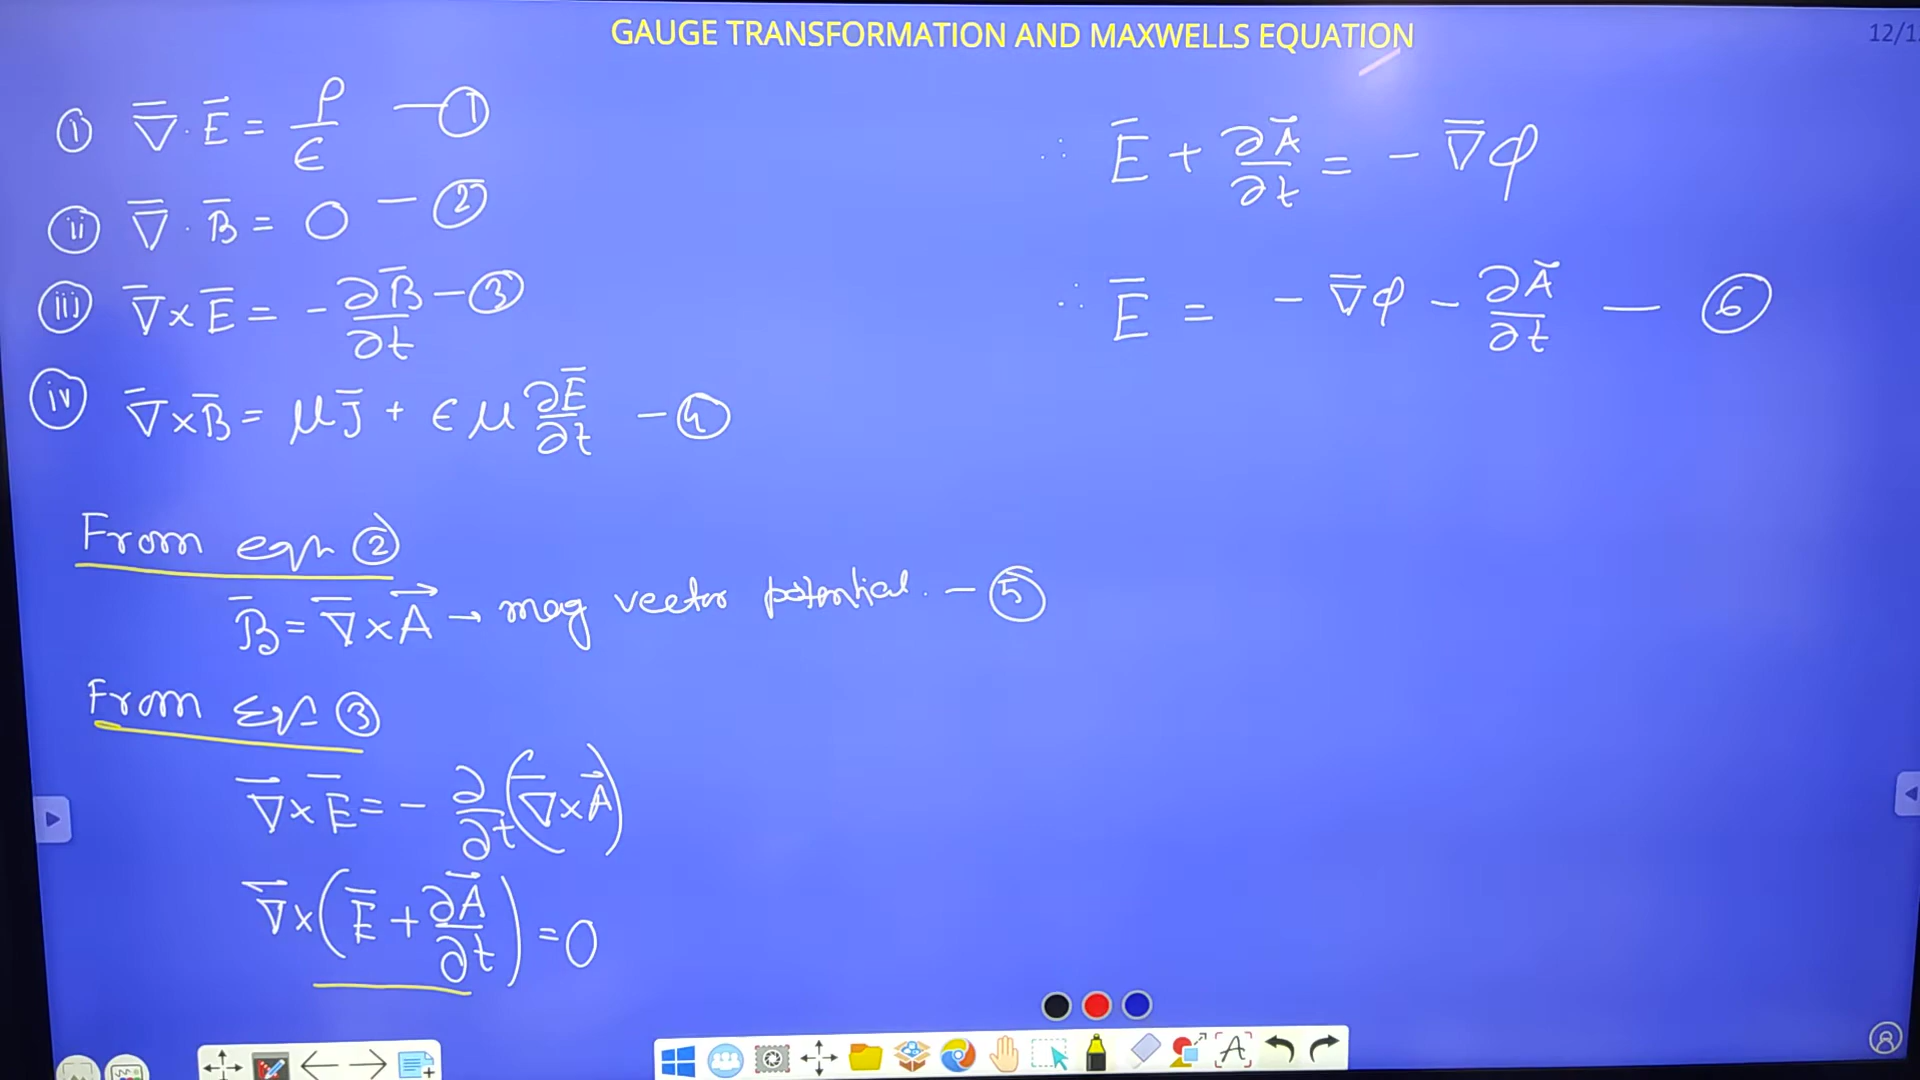 GAUGE TRANSFORMATION AND MAXWELLS EQUATION
12/1
(i) ∇̄·Ē = ρ/ϵ — (1)
(ii) ∇̄·B̄ = 0 — (2)
(iii) ∇̄×Ē = -∂B̄/∂t — (3)
(iv) ∇̄×B̄ = μJ̄ + ϵμ ∂Ē/∂t — (4)
From eqn (2)
B̄ = ∇̄×A⃗ → mag vector potential. — (5)
From Eqn (3)
∇̄×Ē = - ∂/∂t (∇̄×A⃗)
∇̄×(Ē + ∂Ā/∂t) = 0
∴ Ē + ∂Ā/∂t = - ∇̄φ
∴ Ē = - ∇̄φ - ∂Ā/∂t — (6)